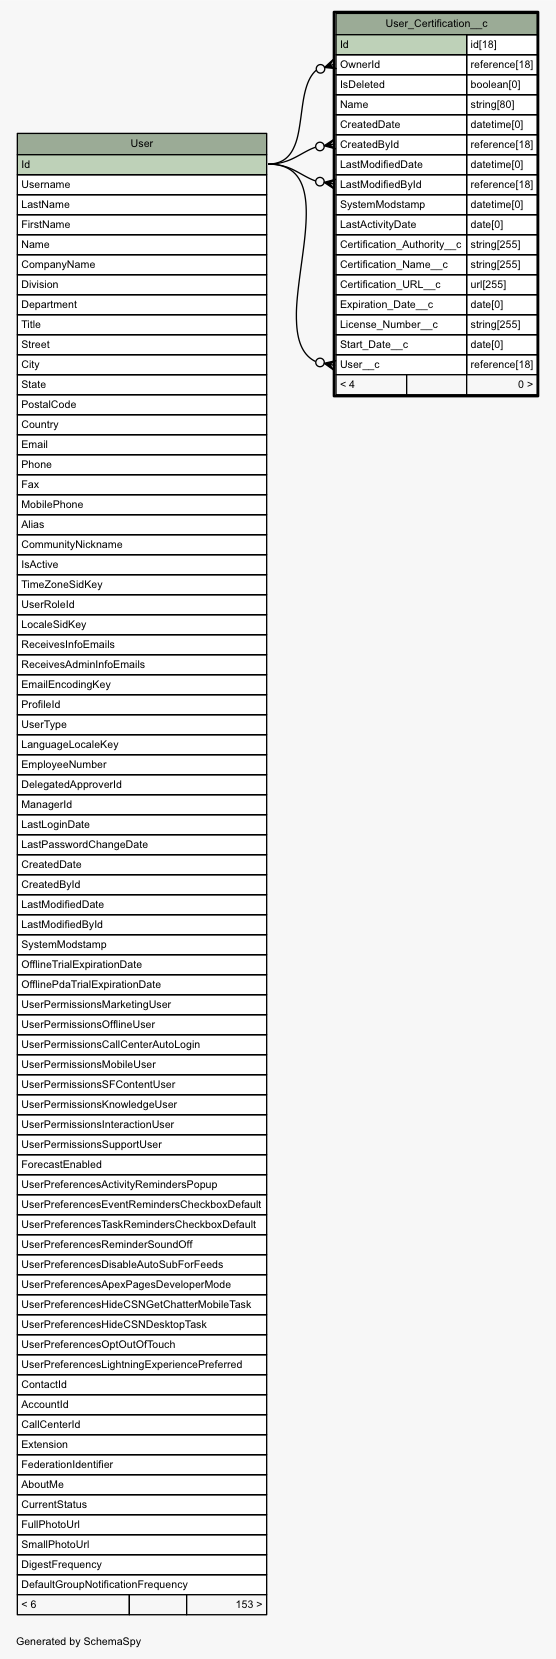 User_Certification__c
Id id[18]
OwnerId reference[18]
IsDeleted boolean[0]
Name string[80]
CreatedDate datetime[0]
CreatedById reference[18]
LastModifiedDate datetime[0]
LastModifiedById reference[18]
SystemModstamp datetime[0]
LastActivityDate date[0]
Certification_Authority__c string[255]
Certification_Name__c string[255]
Certification_URL__c url[255]
Expiration_Date__c date[0]
License_Number__c string[255]
Start_Date__c date[0]
User__c reference[18]
< 4 0 >
User
Id
Username
LastName
FirstName
Name
CompanyName
Division
Department
Title
Street
City
State
PostalCode
Country
Email
Phone
Fax
MobilePhone
Alias
CommunityNickname
IsActive
TimeZoneSidKey
UserRoleId
LocaleSidKey
ReceivesInfoEmails
ReceivesAdminInfoEmails
EmailEncodingKey
ProfileId
UserType
LanguageLocaleKey
EmployeeNumber
DelegatedApproverId
ManagerId
LastLoginDate
LastPasswordChangeDate
CreatedDate
CreatedById
LastModifiedDate
LastModifiedById
SystemModstamp
OfflineTrialExpirationDate
OfflinePdaTrialExpirationDate
UserPermissionsMarketingUser
UserPermissionsOfflineUser
UserPermissionsCallCenterAutoLogin
UserPermissionsMobileUser
UserPermissionsSFContentUser
UserPermissionsKnowledgeUser
UserPermissionsInteractionUser
UserPermissionsSupportUser
ForecastEnabled
UserPreferencesActivityRemindersPopup
UserPreferencesEventRemindersCheckboxDefault
UserPreferencesTaskRemindersCheckboxDefault
UserPreferencesReminderSoundOff
UserPreferencesDisableAutoSubForFeeds
UserPreferencesApexPagesDeveloperMode
UserPreferencesHideCSNGetChatterMobileTask
UserPreferencesHideCSNDesktopTask
UserPreferencesOptOutOfTouch
UserPreferencesLightningExperiencePreferred
ContactId
AccountId
CallCenterId
Extension
FederationIdentifier
AboutMe
CurrentStatus
FullPhotoUrl
SmallPhotoUrl
DigestFrequency
DefaultGroupNotificationFrequency
< 6 153 >
Generated by SchemaSpy